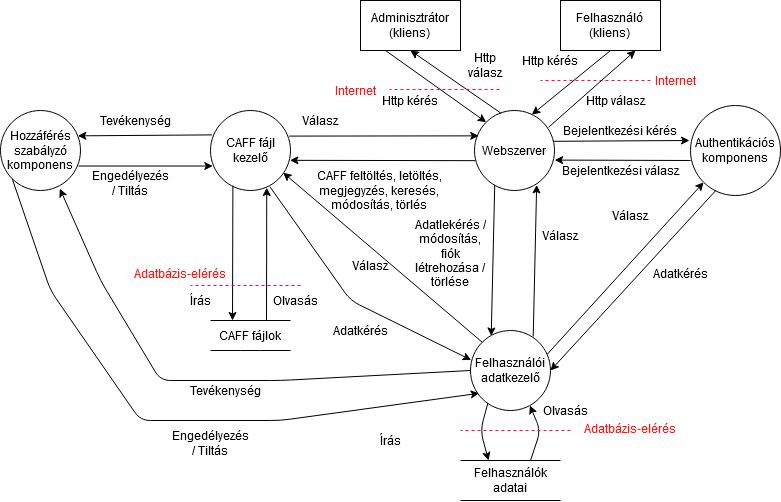 Adminisztrátor
(kliens)
Felhasználó
(kliens)
Http
válasz
Http kérés
Internet
Internet
Http kérés
Http válasz
Hozzáférés
szabályzó
komponens
Tevékenység
CAFF fájl
kezelő
Válasz
Webszerver
Bejelentkezési kérés
Authentikációs
komponens
Engedélyezés
/ Tiltás
CAFF feltöltés, letöltés,
megjegyzés, keresés,
módosítás, törlés
Bejelentkezési válasz
Adatlekérés /
módosítás,
fiók
létrehozása /
törlése
Válasz
Válasz
Adatbázis-elérés
Válasz
Adatkérés
Írás
Olvasás
CAFF fájlok
Adatkérés
Felhasználói
adatkezelő
Tevékenység
Olvasás
Engedélyezés
/ Tiltás
Írás
Adatbázis-elérés
Felhasználók
adatai